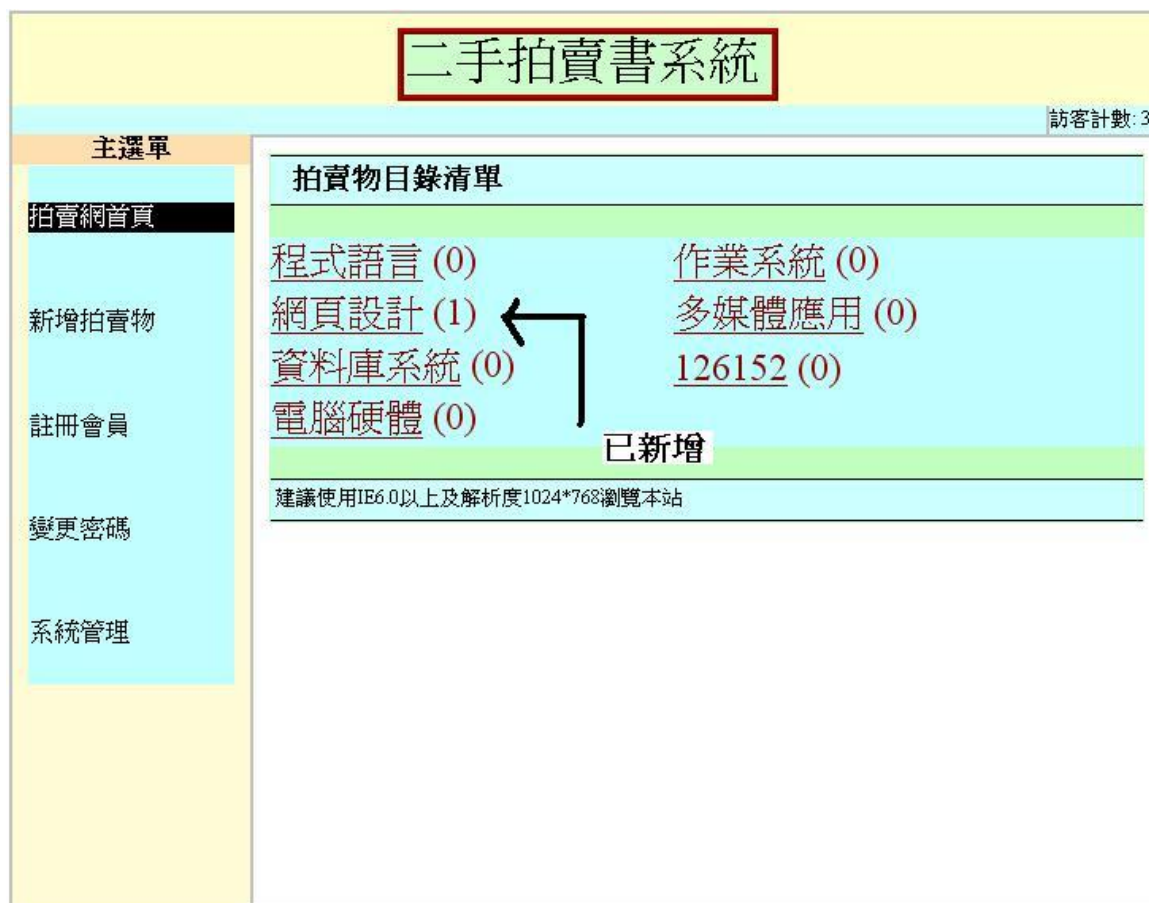 二手拍賣書系統
訪客計數: 3
主選單
拍賣網首頁
新增拍賣物
註冊會員
變更密碼
系統管理
拍賣物目錄清單
程式語言 (0) 作業系統 (0)
網頁設計 (1) 多媒體應用 (0)
資料庫系統 (0) 126152 (0)
電腦硬體 (0)
已新增
建議使用IE6.0以上及解析度1024*768瀏覽本站